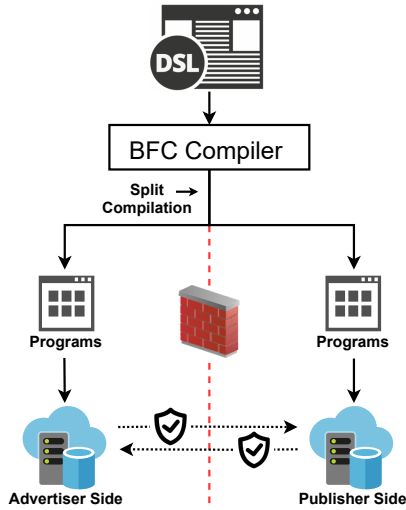 DSL
BFC Compiler
Split
Compilation
Programs
Programs
Advertiser Side
Publisher Side